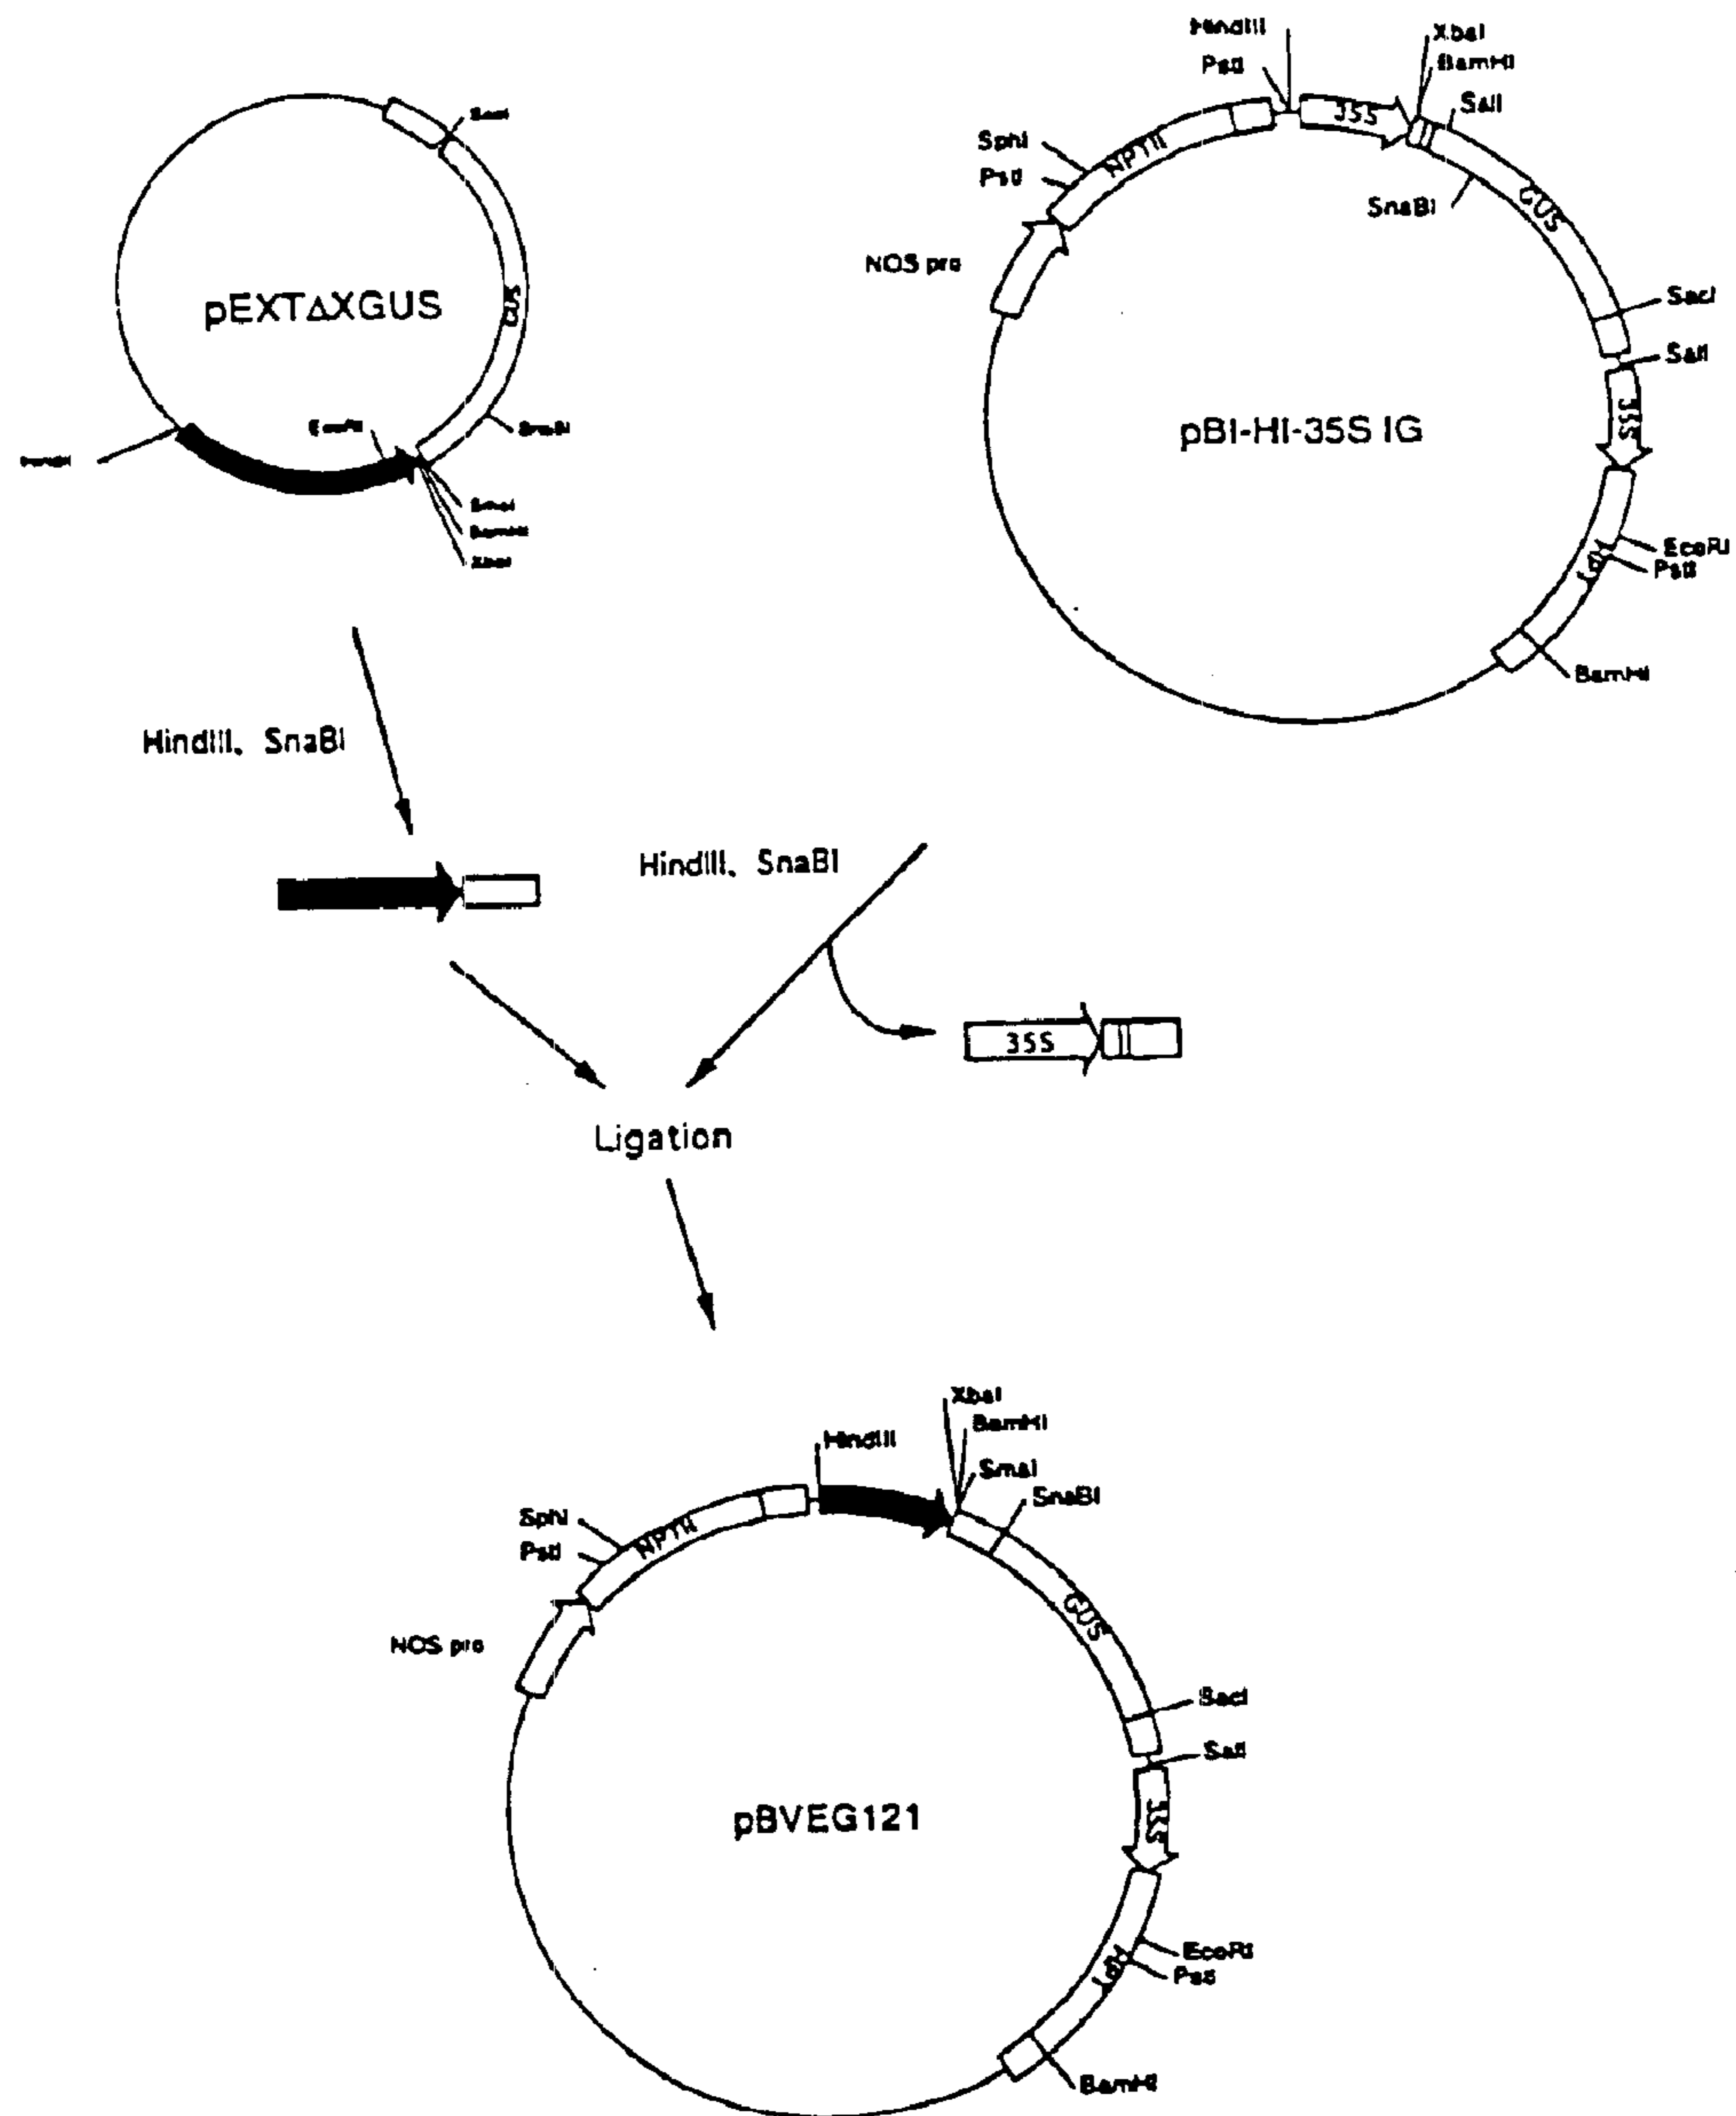 HindIII
PstI
XbaI
BamHI
SalI
SacI
SphI
PstI
NPTII
35S
GUS
SnaBI
NOS pro
pEXTΔXGUS
GUS
SacI
SalI
35S
pBI-HI-35S IG
EcoRI
SnaBI
HindIII
SmaI
BamHI
XbaI
EcoRI
PstI
BamHI
HindIII, SnaBI
HindIII, SnaBI
35S
Ligation
XbaI
BamHI
HindIII
SmaI
SnaBI
SphI
PstI
NPTII
GUS
NOS pro
SacI
SalI
35S
pBVEG121
EcoRI
PstI
BamHI